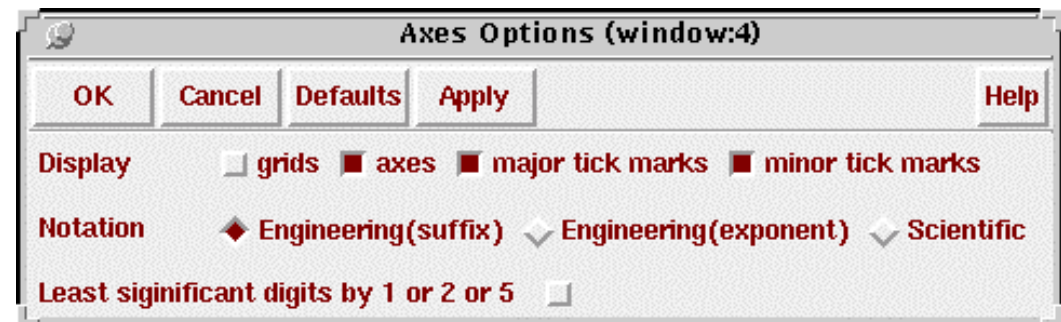 Axes Options (window:4)
OK Cancel Defaults Apply Help
Display grids axes major tick marks minor tick marks
Notation Engineering(suffix) Engineering(exponent) Scientific
Least siginificant digits by 1 or 2 or 5